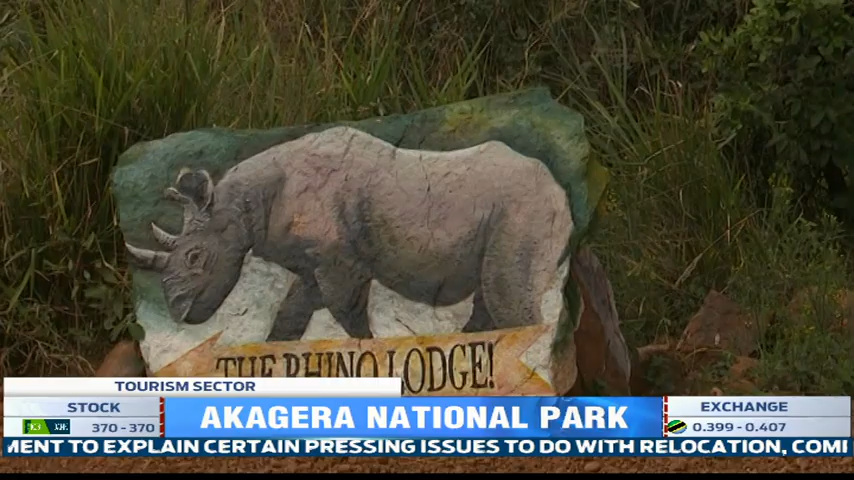 THE RHINO LODGE!
TOURISM SECTOR
STOCK
370 - 370
AKAGERA NATIONAL PARK
EXCHANGE
0.399 - 0.407
MENT TO EXPLAIN CERTAIN PRESSING ISSUES TO DO WITH RELOCATION, COMI